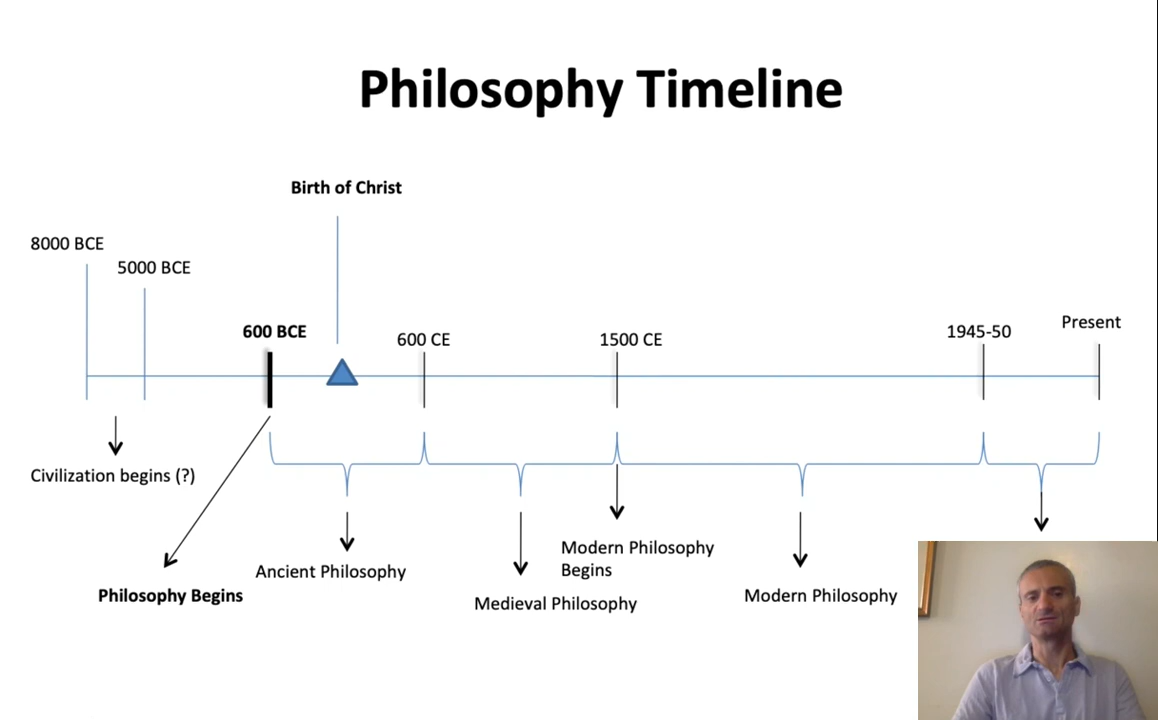 Philosophy Timeline
Birth of Christ
8000 BCE
5000 BCE
600 BCE
600 CE
1500 CE
1945-50
Present
Civilization begins (?)
Philosophy Begins
Ancient Philosophy
Medieval Philosophy
Modern Philosophy
Begins
Modern Philosophy